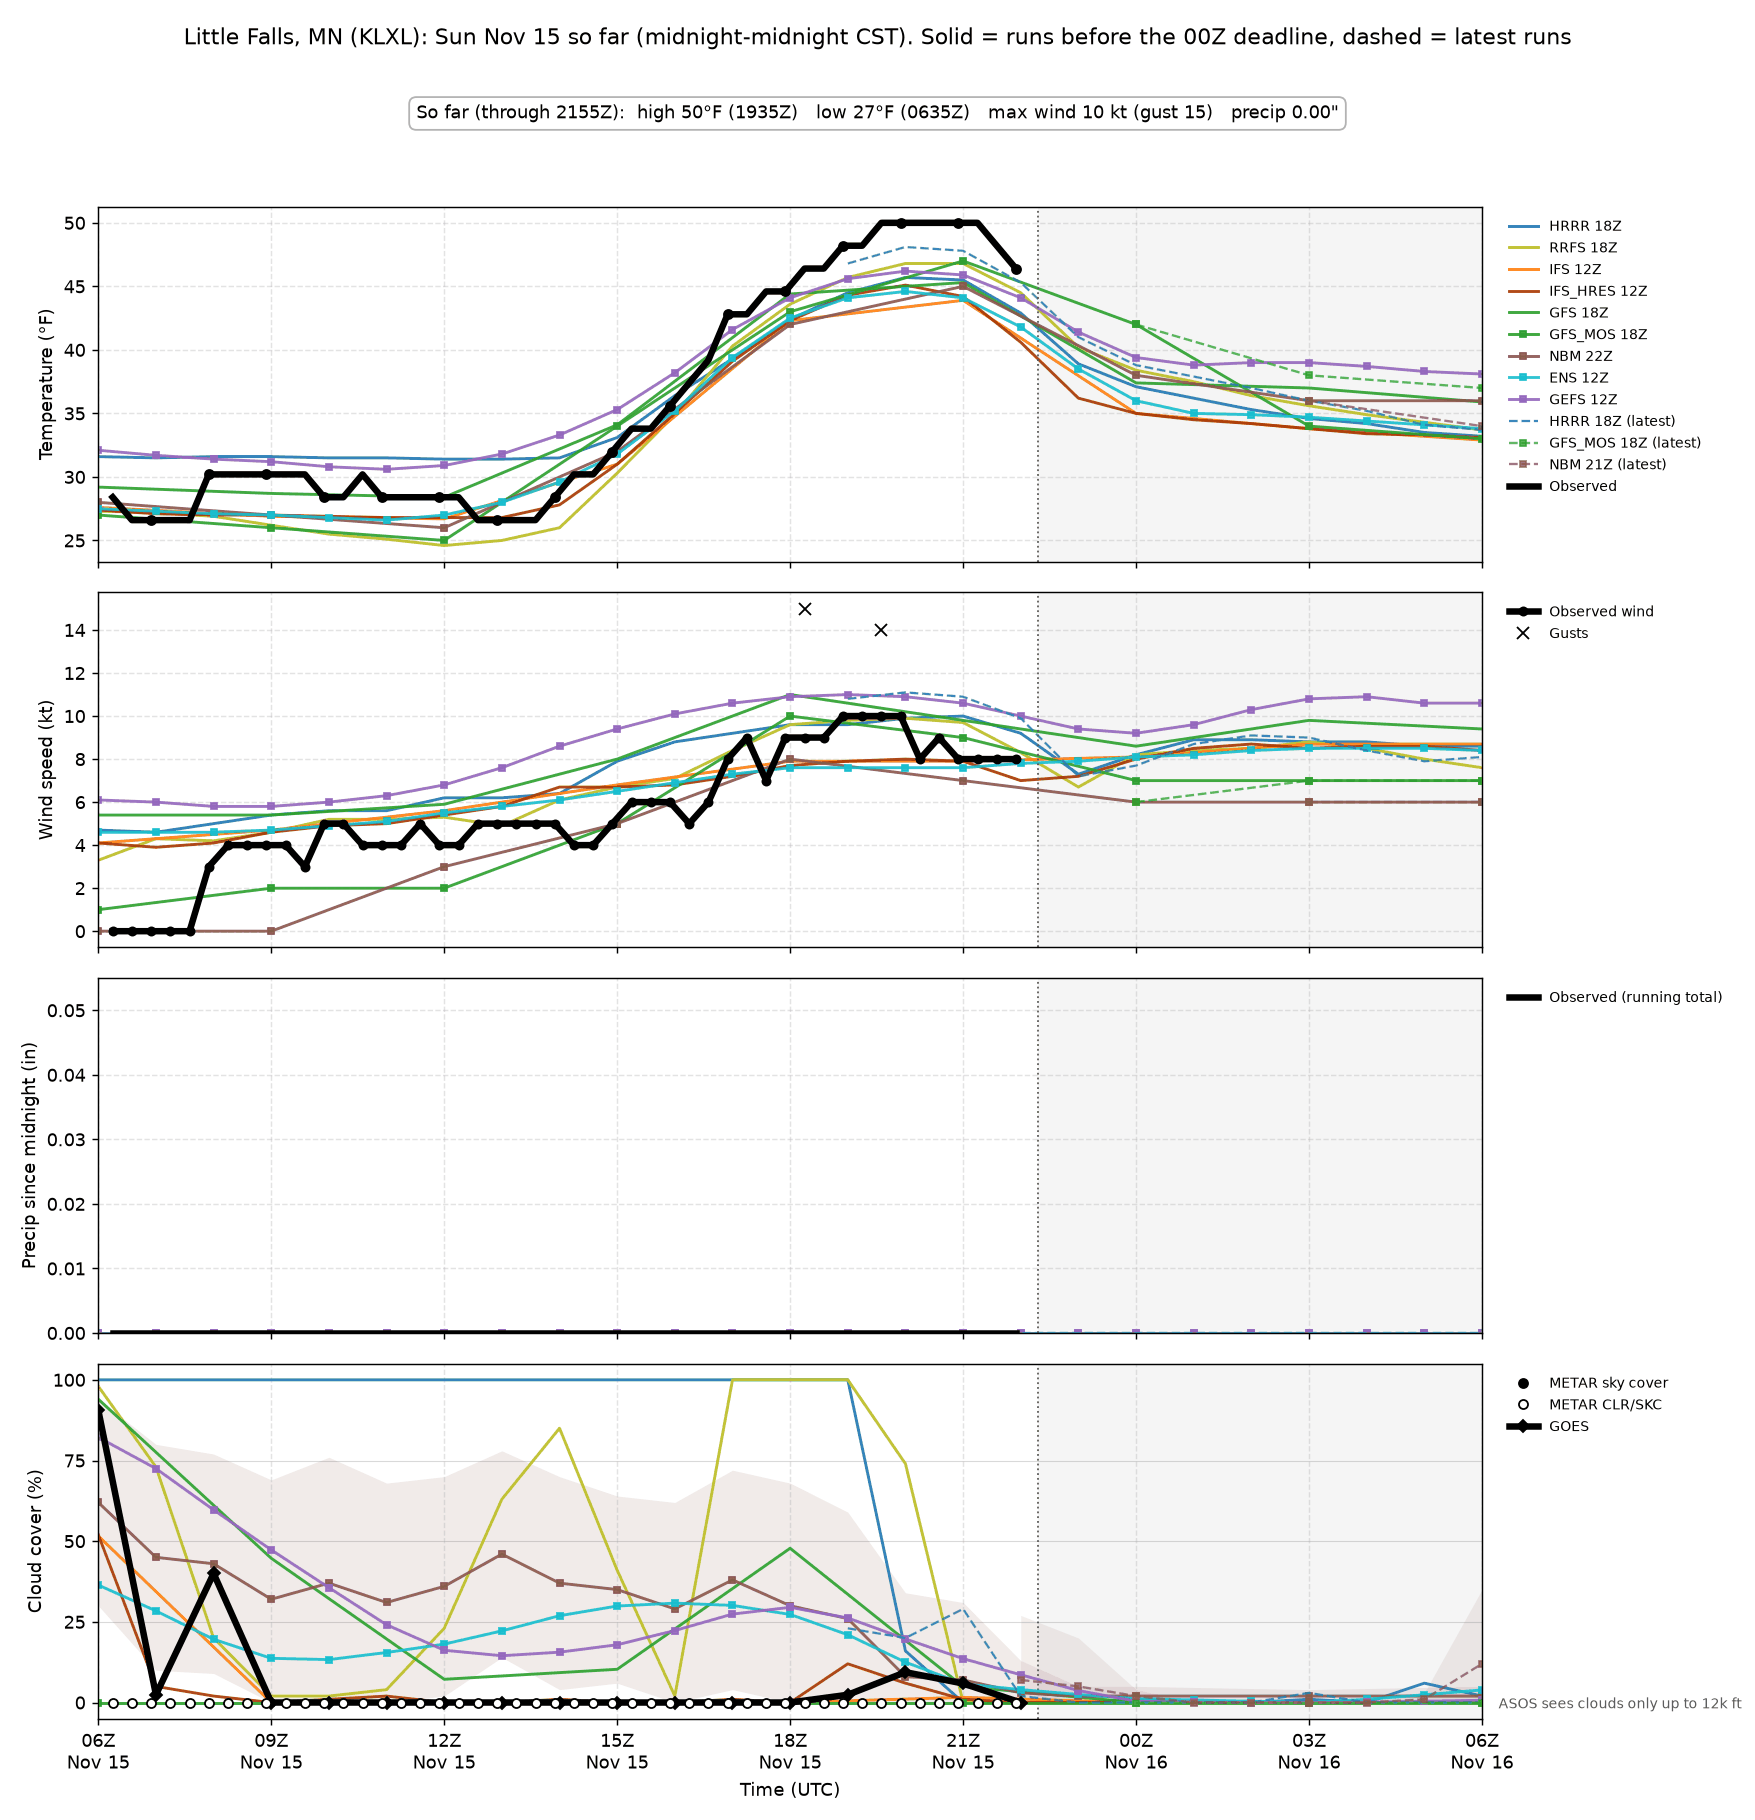 Little Falls, MN (KLXL): Sun Nov 15 so far (midnight-midnight CST). Solid = runs before the 00Z deadline, dashed = latest runs
So far (through 2155Z):  high 50°F (1935Z)   low 27°F (0635Z)   max wind 10 kt (gust 15)   precip 0.00"
Temperature (°F)
50
45
40
35
30
25
HRRR 18Z
RRFS 18Z
IFS 12Z
IFS_HRES 12Z
GFS 18Z
GFS_MOS 18Z
NBM 22Z
ENS 12Z
GEFS 12Z
HRRR 18Z (latest)
GFS_MOS 18Z (latest)
NBM 21Z (latest)
Observed
Wind speed (kt)
14
12
10
8
6
4
2
0
Observed wind
Gusts
Precip since midnight (in)
0.05
0.04
0.03
0.02
0.01
0.00
Observed (running total)
Cloud cover (%)
100
75
50
25
0
METAR sky cover
METAR CLR/SKC
GOES
ASOS sees clouds only up to 12k ft
06Z
Nov 15
09Z
Nov 15
12Z
Nov 15
15Z
Nov 15
18Z
Nov 15
21Z
Nov 15
00Z
Nov 16
03Z
Nov 16
06Z
Nov 16
Time (UTC)